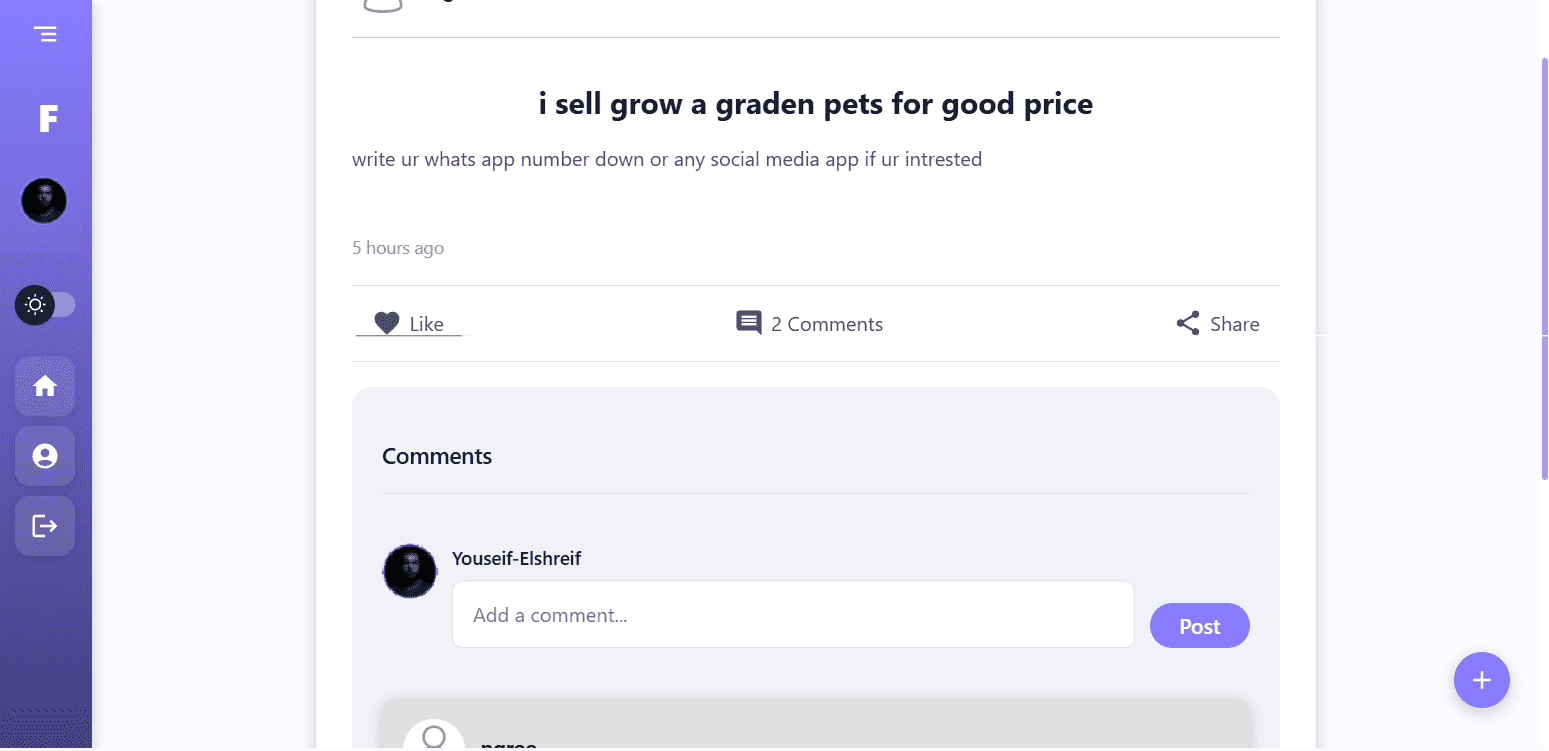 F
i sell grow a graden pets for good price
write ur whats app number down or any social media app if ur intrested
5 hours ago
Like
2 Comments
Share
Comments
Youseif-Elshreif
Add a comment...
Post